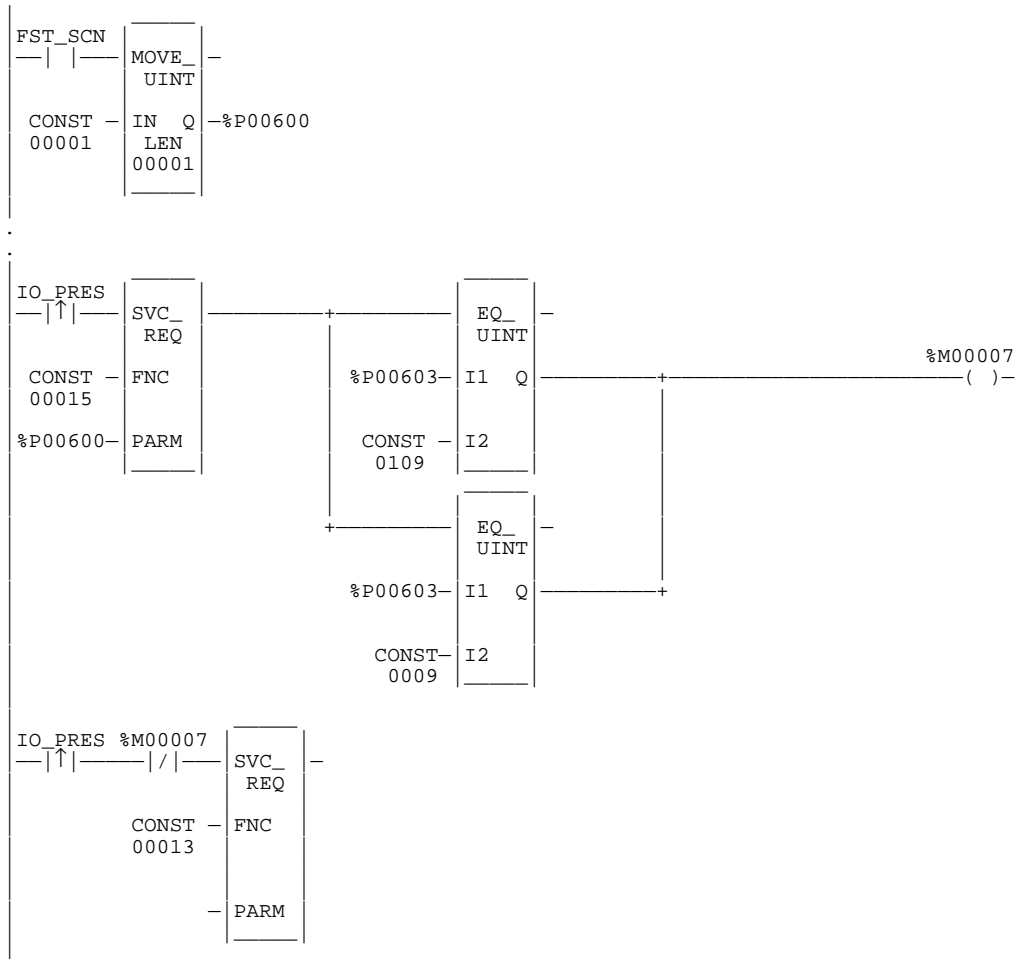 FST_SCN
MOVE_
UINT
CONST IN Q %P00600
00001 LEN
00001
.
.
IO_PRES
↑ SVC_ EQ_
REQ UINT
%M00007
CONST FNC %P00603 I1 Q ( )
00015
%P00600 PARM CONST I2
0109
EQ_
UINT
%P00603 I1 Q
CONST I2
0009
IO_PRES %M00007
↑ / SVC_
REQ
CONST FNC
00013
PARM